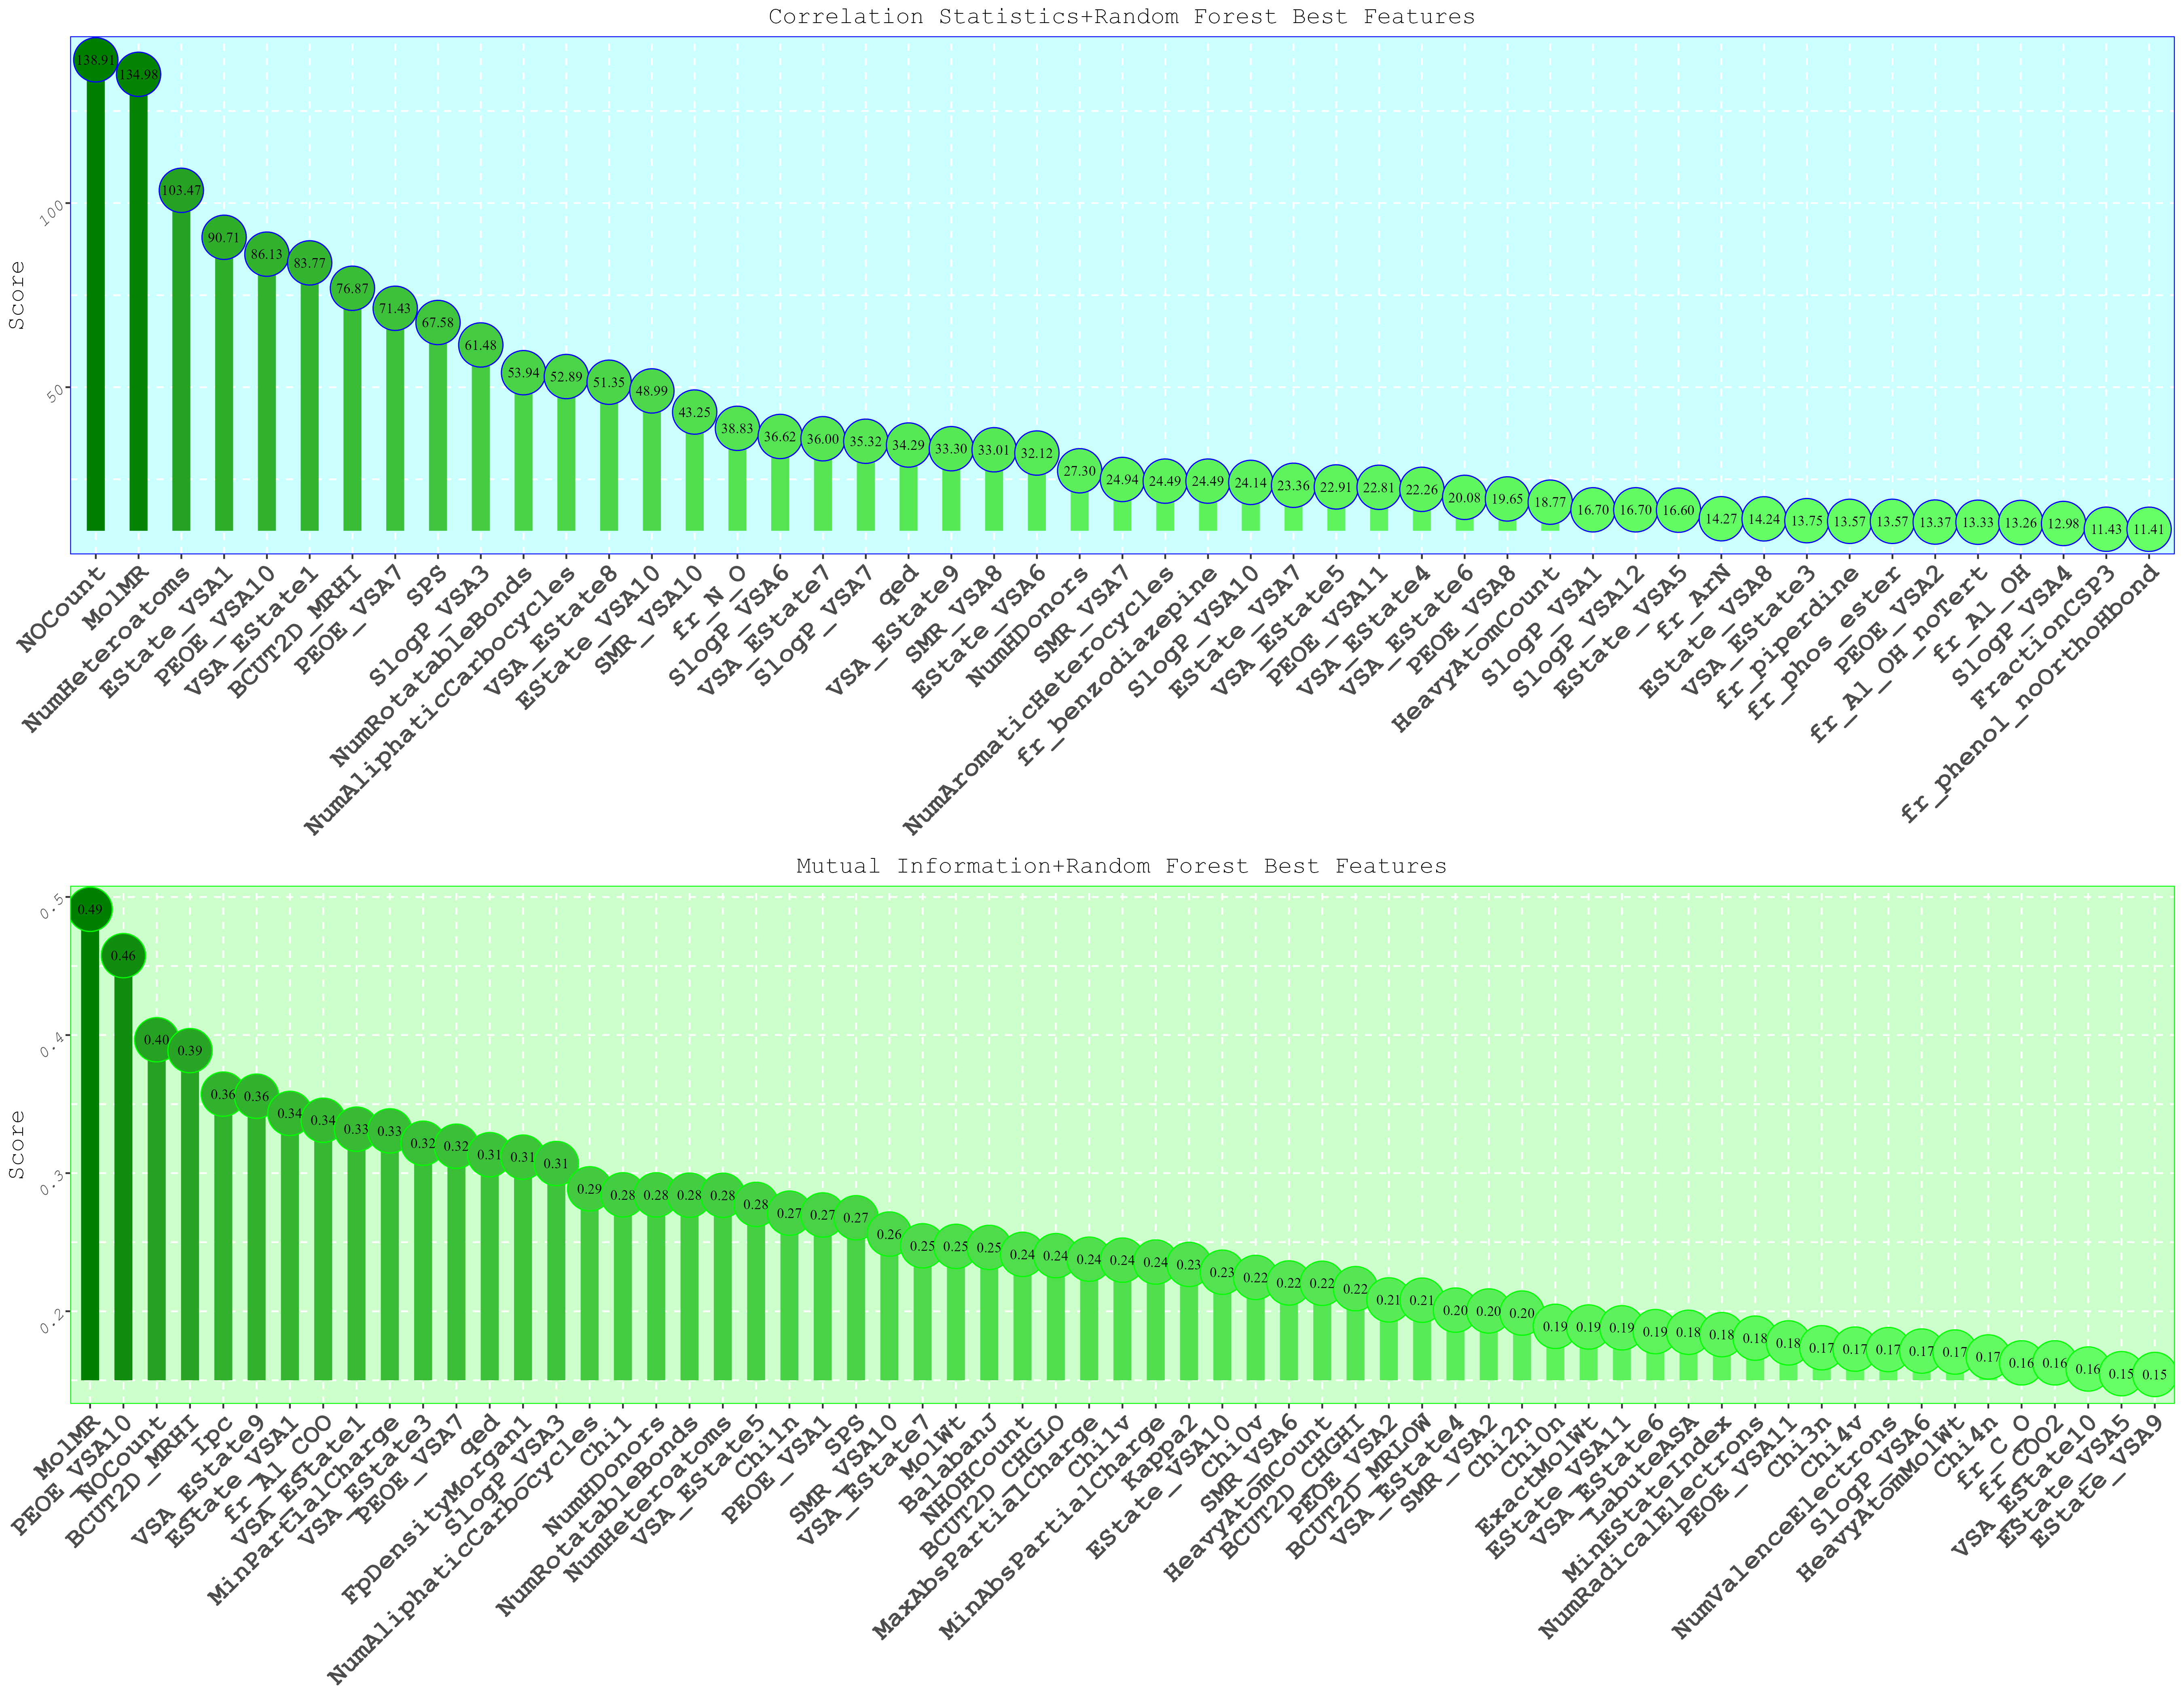 Correlation Statistics+Random Forest Best Features
Score
100
50
138.91
134.98
103.47
90.71
86.13
83.77
76.87
71.43
67.58
61.48
53.94
52.89
51.35
48.99
43.25
38.83
36.62
36.00
35.32
34.29
33.30
33.01
32.12
27.30
24.94
24.49
24.49
24.14
23.36
22.91
22.81
22.26
20.08
19.65
18.77
16.70
16.70
16.60
14.27
14.24
13.75
13.57
13.57
13.37
13.33
13.26
12.98
11.43
11.41
NOCount
MolMR
NumHeteroatoms
EState_VSA1
PEOE_VSA10
VSA_EState1
BCUT2D_MRHI
PEOE_VSA7
SPS
SlogP_VSA3
NumRotatableBonds
NumAliphaticCarbocycles
VSA_EState8
EState_VSA10
SMR_VSA10
fr_N_O
SlogP_VSA6
VSA_EState7
SlogP_VSA7
qed
VSA_EState9
SMR_VSA8
EState_VSA6
NumHDonors
SMR_VSA7
NumAromaticHeterocycles
fr_benzodiazepine
SlogP_VSA10
EState_VSA7
VSA_EState5
PEOE_VSA11
VSA_EState4
VSA_EState6
PEOE_VSA8
HeavyAtomCount
SlogP_VSA1
SlogP_VSA12
EState_VSA5
fr_ArN
EState_VSA8
VSA_EState3
fr_piperdine
fr_phos_ester
PEOE_VSA2
fr_Al_OH_noTert
fr_Al_OH
SlogP_VSA4
FractionCSP3
fr_phenol_noOrthoHbond
Mutual Information+Random Forest Best Features
Score
0.5
0.4
0.3
0.2
0.49
0.46
0.40
0.39
0.36
0.36
0.34
0.34
0.33
0.33
0.32
0.32
0.31
0.31
0.31
0.29
0.28
0.28
0.28
0.28
0.28
0.27
0.27
0.27
0.26
0.25
0.25
0.25
0.24
0.24
0.24
0.24
0.24
0.23
0.23
0.22
0.22
0.22
0.22
0.21
0.21
0.20
0.20
0.20
0.19
0.19
0.19
0.19
0.18
0.18
0.18
0.18
0.17
0.17
0.17
0.17
0.17
0.17
0.16
0.16
0.16
0.15
0.15
MolMR
PEOE_VSA10
NOCount
BCUT2D_MRHI
Ipc
VSA_EState9
EState_VSA1
fr_Al_COO
VSA_EState1
MinPartialCharge
VSA_EState3
PEOE_VSA7
qed
FpDensityMorgan1
SlogP_VSA3
NumAliphaticCarbocycles
Chi1
NumHDonors
NumRotatableBonds
NumHeteroatoms
VSA_EState5
Chi1n
PEOE_VSA1
SPS
SMR_VSA10
VSA_EState7
MolWt
BalabanJ
NHOHCount
BCUT2D_CHGLO
MaxAbsPartialCharge
Chi1v
MinAbsPartialCharge
Kappa2
EState_VSA10
Chi0v
SMR_VSA6
HeavyAtomCount
BCUT2D_CHGHI
PEOE_VSA2
BCUT2D_MRLOW
VSA_EState4
SMR_VSA2
Chi2n
Chi0n
ExactMolWt
EState_VSA11
VSA_EState6
LabuteASA
MinEStateIndex
NumRadicalElectrons
PEOE_VSA11
Chi3n
Chi4v
NumValenceElectrons
SlogP_VSA6
HeavyAtomMolWt
Chi4n
fr_C_O
fr_COO2
VSA_EState10
EState_VSA5
EState_VSA9